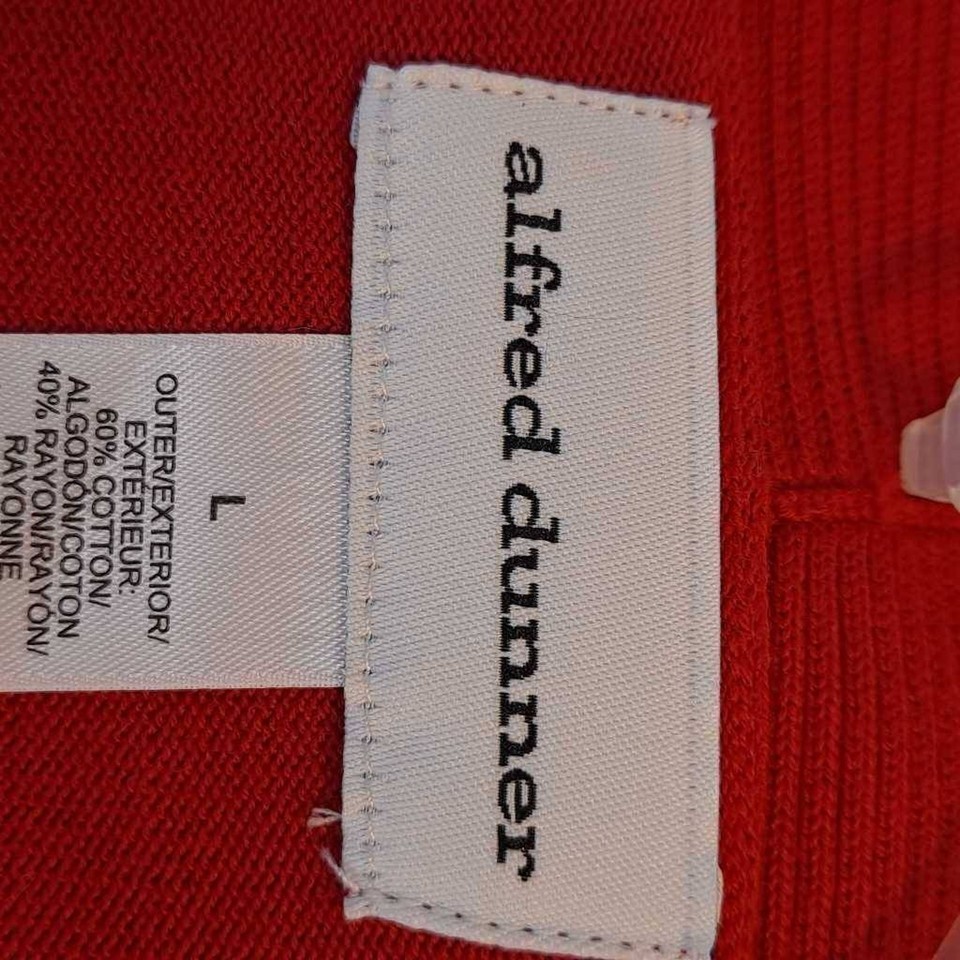 alfred dunner
L
OUTER/EXTERIOR/
EXTÉRIEUR:
60% COTTON/
ALGODÓN/COTON
40% RAYON/RAYÓN/
RAYONNE